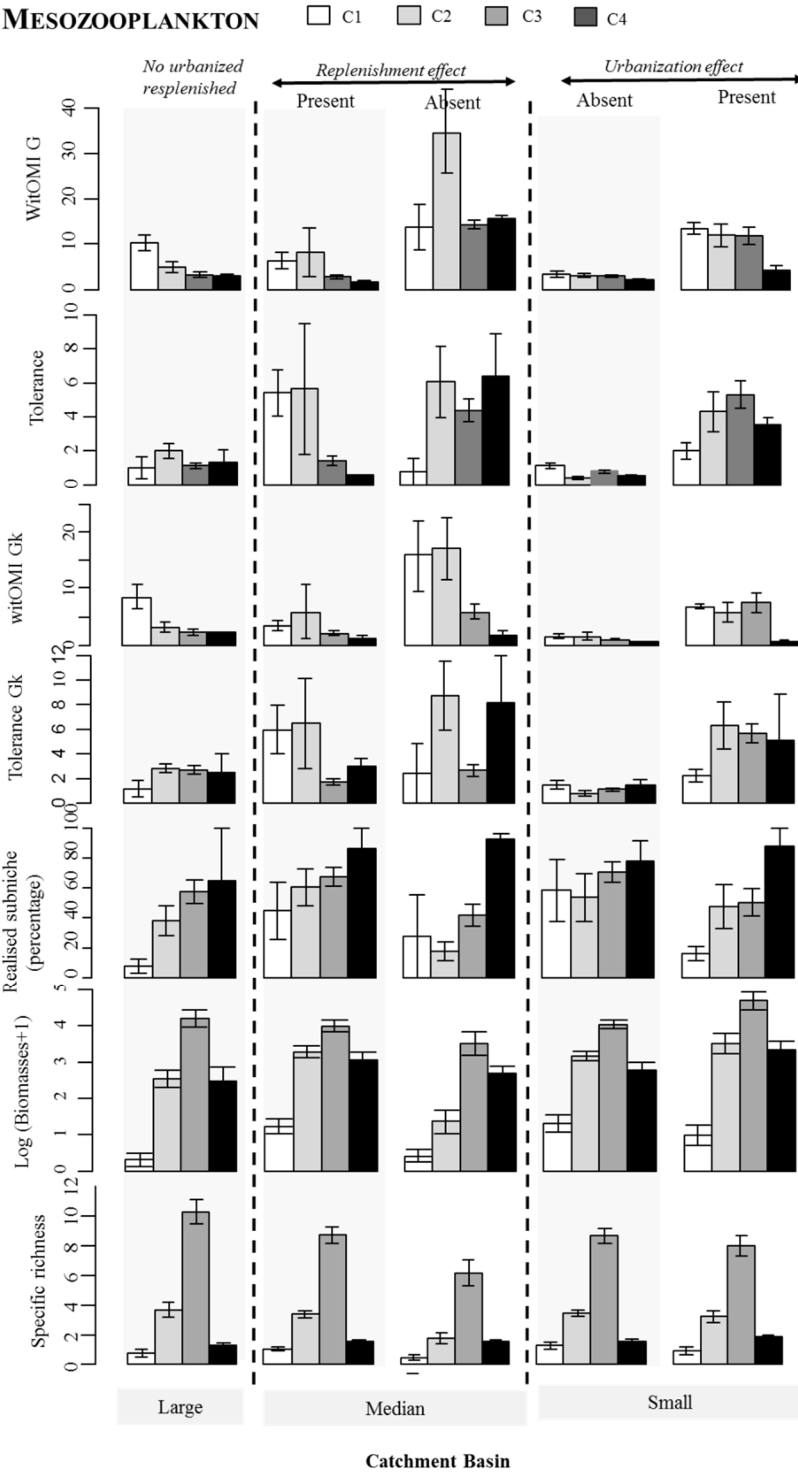 MESOZOOPLANKTON
C1 C2 C3 C4
No urbanized
resplenished
Replenishment effect
Urbanization effect
Present
Absent
Absent
Present
WitOMI G
0 10 20 30 40
Tolerance
0 2 4 6 8 10
witOMI Gk
0 10 20
Tolerance Gk
0 2 4 6 8 12
Realised subniche
(percentage)
0 20 40 60 80 100
Log (Biomasses+1)
0 1 2 3 4 5
Specific richness
0 2 4 6 8 10 12
Large
Median
Small
Catchment Basin